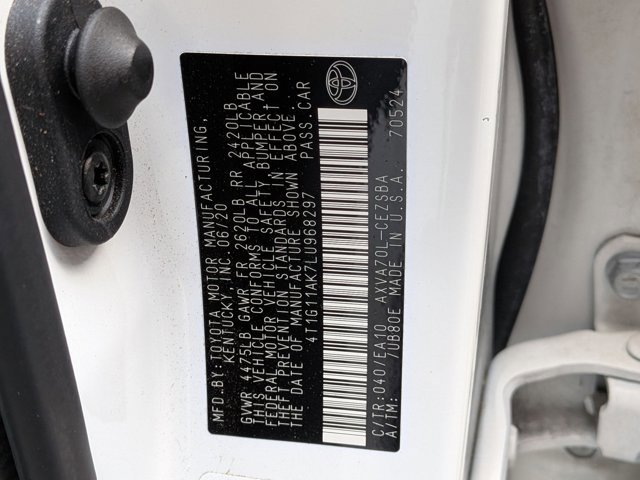 MFD.BY:TOYOTA MOTOR MANUFACTURING,
KENTUCKY, INC. 06/20
GVWR 4475LB GAWR FR 2620LB RR 2420LB
THIS VEHICLE CONFORMS TO ALL APPLICABLE
FEDERAL MOTOR VEHICLE SAFETY, BUMPER, AND
THEFT PREVENTION STANDARDS IN EFFECT ON
THE DATE OF MANUFACTURE SHOWN ABOVE.
4T1G11AK7LU968297 PASS.CAR
C/TR:040/EA10 AXVA70L-CEZSBA
A/TM: /UB80E MADE IN U.S.A. 70524